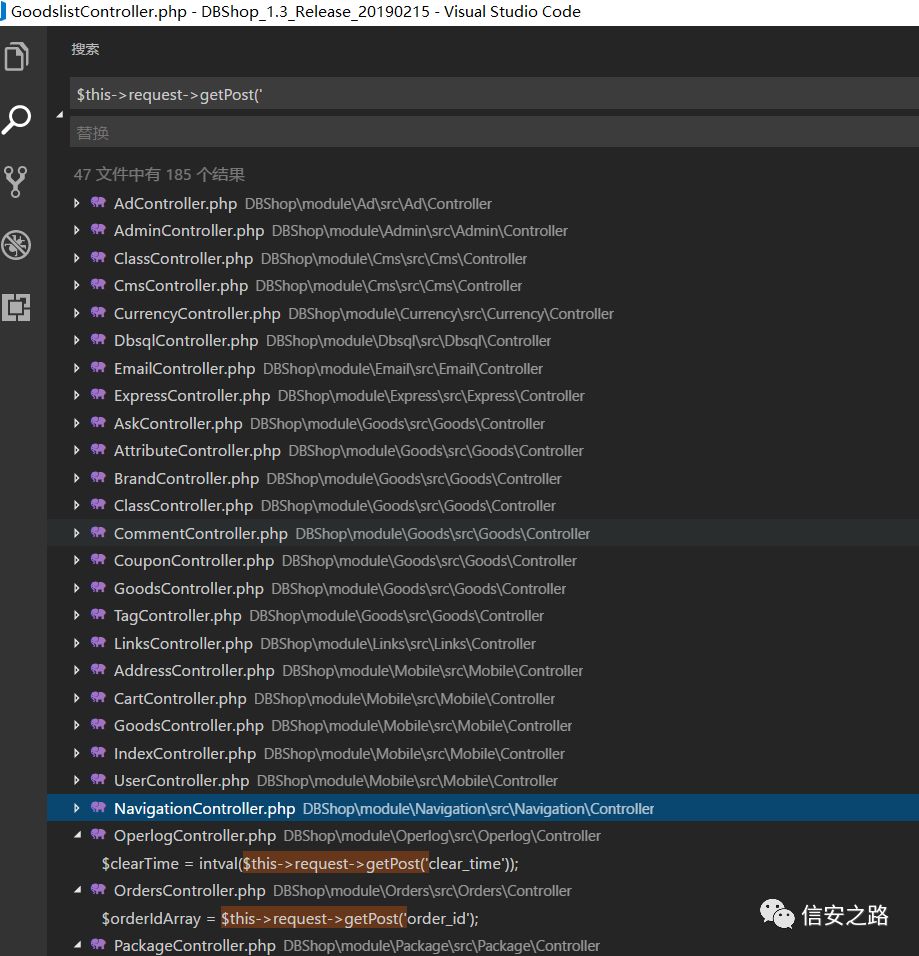 GoodslistController.php - DBShop_1.3_Release_20190215 - Visual Studio Code
搜索
$this->request->getPost('
替换
47 文件中有 185 个结果
AdController.php DBShop\module\Ad\src\Ad\Controller
AdminController.php DBShop\module\Admin\src\Admin\Controller
ClassController.php DBShop\module\Cms\src\Cms\Controller
CmsController.php DBShop\module\Cms\src\Cms\Controller
CurrencyController.php DBShop\module\Currency\src\Currency\Controller
DbsqlController.php DBShop\module\Dbsql\src\Dbsql\Controller
EmailController.php DBShop\module\Email\src\Email\Controller
ExpressController.php DBShop\module\Express\src\Express\Controller
AskController.php DBShop\module\Goods\src\Goods\Controller
AttributeController.php DBShop\module\Goods\src\Goods\Controller
BrandController.php DBShop\module\Goods\src\Goods\Controller
ClassController.php DBShop\module\Goods\src\Goods\Controller
CommentController.php DBShop\module\Goods\src\Goods\Controller
CouponController.php DBShop\module\Goods\src\Goods\Controller
GoodsController.php DBShop\module\Goods\src\Goods\Controller
TagController.php DBShop\module\Goods\src\Goods\Controller
LinksController.php DBShop\module\Links\src\Links\Controller
AddressController.php DBShop\module\Mobile\src\Mobile\Controller
CartController.php DBShop\module\Mobile\src\Mobile\Controller
GoodsController.php DBShop\module\Mobile\src\Mobile\Controller
IndexController.php DBShop\module\Mobile\src\Mobile\Controller
UserController.php DBShop\module\Mobile\src\Mobile\Controller
NavigationController.php DBShop\module\Navigation\src\Navigation\Controller
OperlogController.php DBShop\module\Operlog\src\Operlog\Controller
$clearTime = intval($this->request->getPost('clear_time'));
OrdersController.php DBShop\module\Orders\src\Orders\Controller
$orderIdArray = $this->request->getPost('order_id');
信安之路
PackageController.php DBShop\module\Package\src\Package\Controller